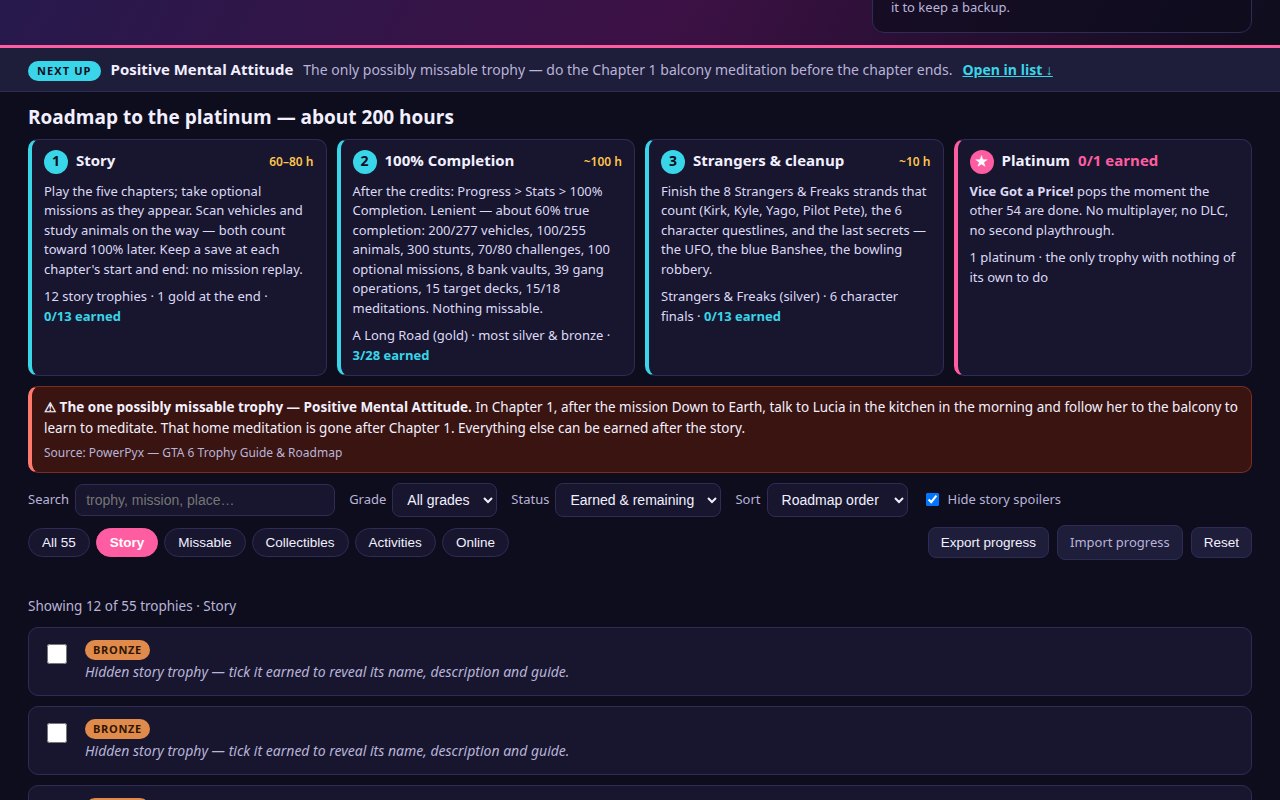 it to keep a backup.
NEXT UP Positive Mental Attitude The only possibly missable trophy — do the Chapter 1 balcony meditation before the chapter ends. Open in list ↓
Roadmap to the platinum — about 200 hours
1 Story 60–80 h
Play the five chapters; take optional
missions as they appear. Scan vehicles and
study animals on the way — both count
toward 100% later. Keep a save at each
chapter's start and end: no mission replay.
12 story trophies · 1 gold at the end ·
0/13 earned
2 100% Completion ~100 h
After the credits: Progress > Stats > 100%
Completion. Lenient — about 60% true
completion: 200/277 vehicles, 100/255
animals, 300 stunts, 70/80 challenges, 100
optional missions, 8 bank vaults, 39 gang
operations, 15 target decks, 15/18
meditations. Nothing missable.
A Long Road (gold) · most silver & bronze ·
3/28 earned
3 Strangers & cleanup ~10 h
Finish the 8 Strangers & Freaks strands that
count (Kirk, Kyle, Yago, Pilot Pete), the 6
character questlines, and the last secrets —
the UFO, the blue Banshee, the bowling
robbery.
Strangers & Freaks (silver) · 6 character
finals · 0/13 earned
★ Platinum 0/1 earned
Vice Got a Price! pops the moment the
other 54 are done. No multiplayer, no DLC,
no second playthrough.
1 platinum · the only trophy with nothing of
its own to do
⚠ The one possibly missable trophy — Positive Mental Attitude. In Chapter 1, after the mission Down to Earth, talk to Lucia in the kitchen in the morning and follow her to the balcony to
learn to meditate. That home meditation is gone after Chapter 1. Everything else can be earned after the story.
Source: PowerPyx — GTA 6 Trophy Guide & Roadmap
Search trophy, mission, place… Grade All grades Status Earned & remaining Sort Roadmap order Hide story spoilers
All 55 Story Missable Collectibles Activities Online Export progress Import progress Reset
Showing 12 of 55 trophies · Story
BRONZE
Hidden story trophy — tick it earned to reveal its name, description and guide.
BRONZE
Hidden story trophy — tick it earned to reveal its name, description and guide.